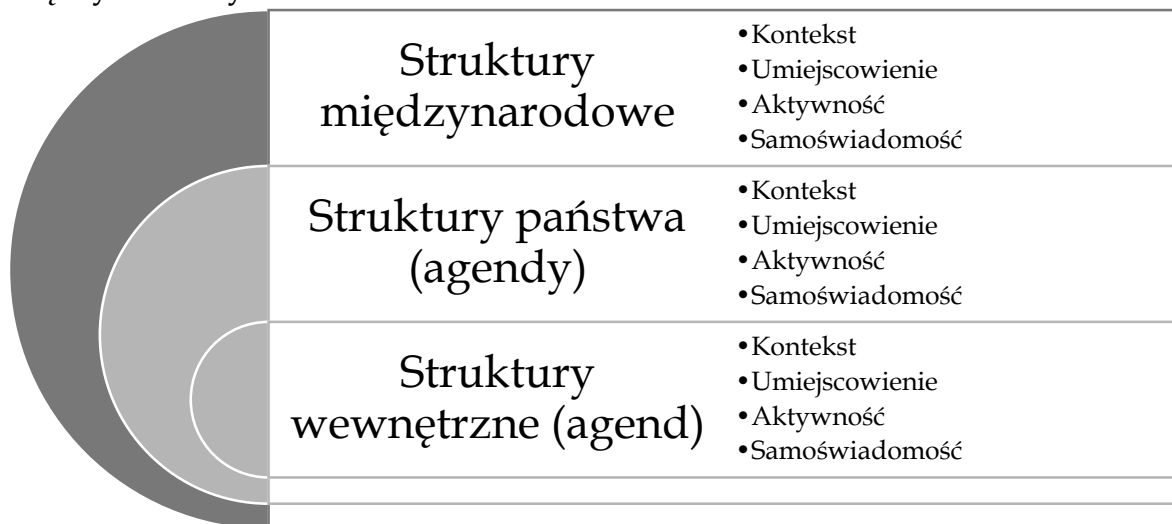 Struktury
międzynarodowe
•Kontekst
•Umiejscowienie
•Aktywność
•Samoświadomość
Struktury państwa
(agendy)
•Kontekst
•Umiejscowienie
•Aktywność
•Samoświadomość
Struktury
wewnętrzne (agend)
•Kontekst
•Umiejscowienie
•Aktywność
•Samoświadomość